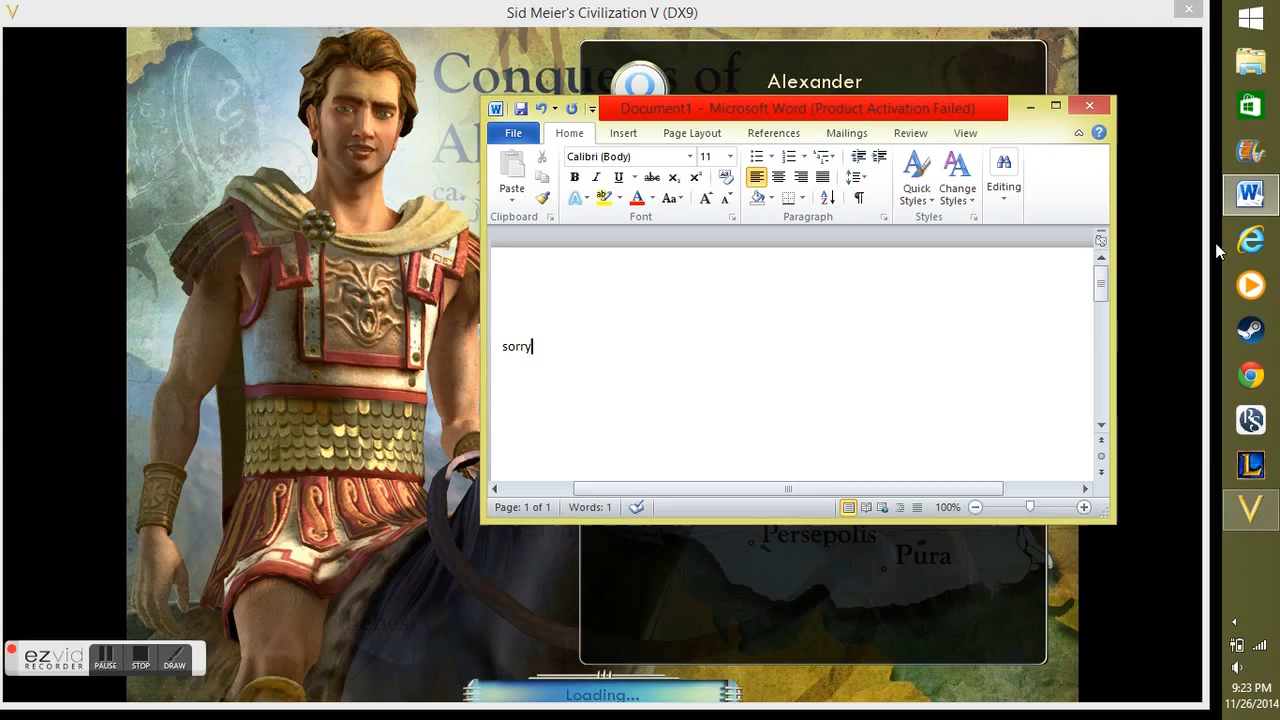 Sid Meier's Civilization V (DX9)
Conque s of
Alexander
Document1 - Microsoft Word (Product Activation Failed)
File Home Insert Page Layout References Mailings Review View
Calibri (Body) 11
Paste
Quick Styles
Change Styles
Editing
Clipboard Font Paragraph Styles
ca.
sorry
Page: 1 of 1 Words: 1 100%
Persepolis
Pura
ezvid
RECORDER
PAUSE STOP DRAW
Loading...
9:23 PM
11/26/2014